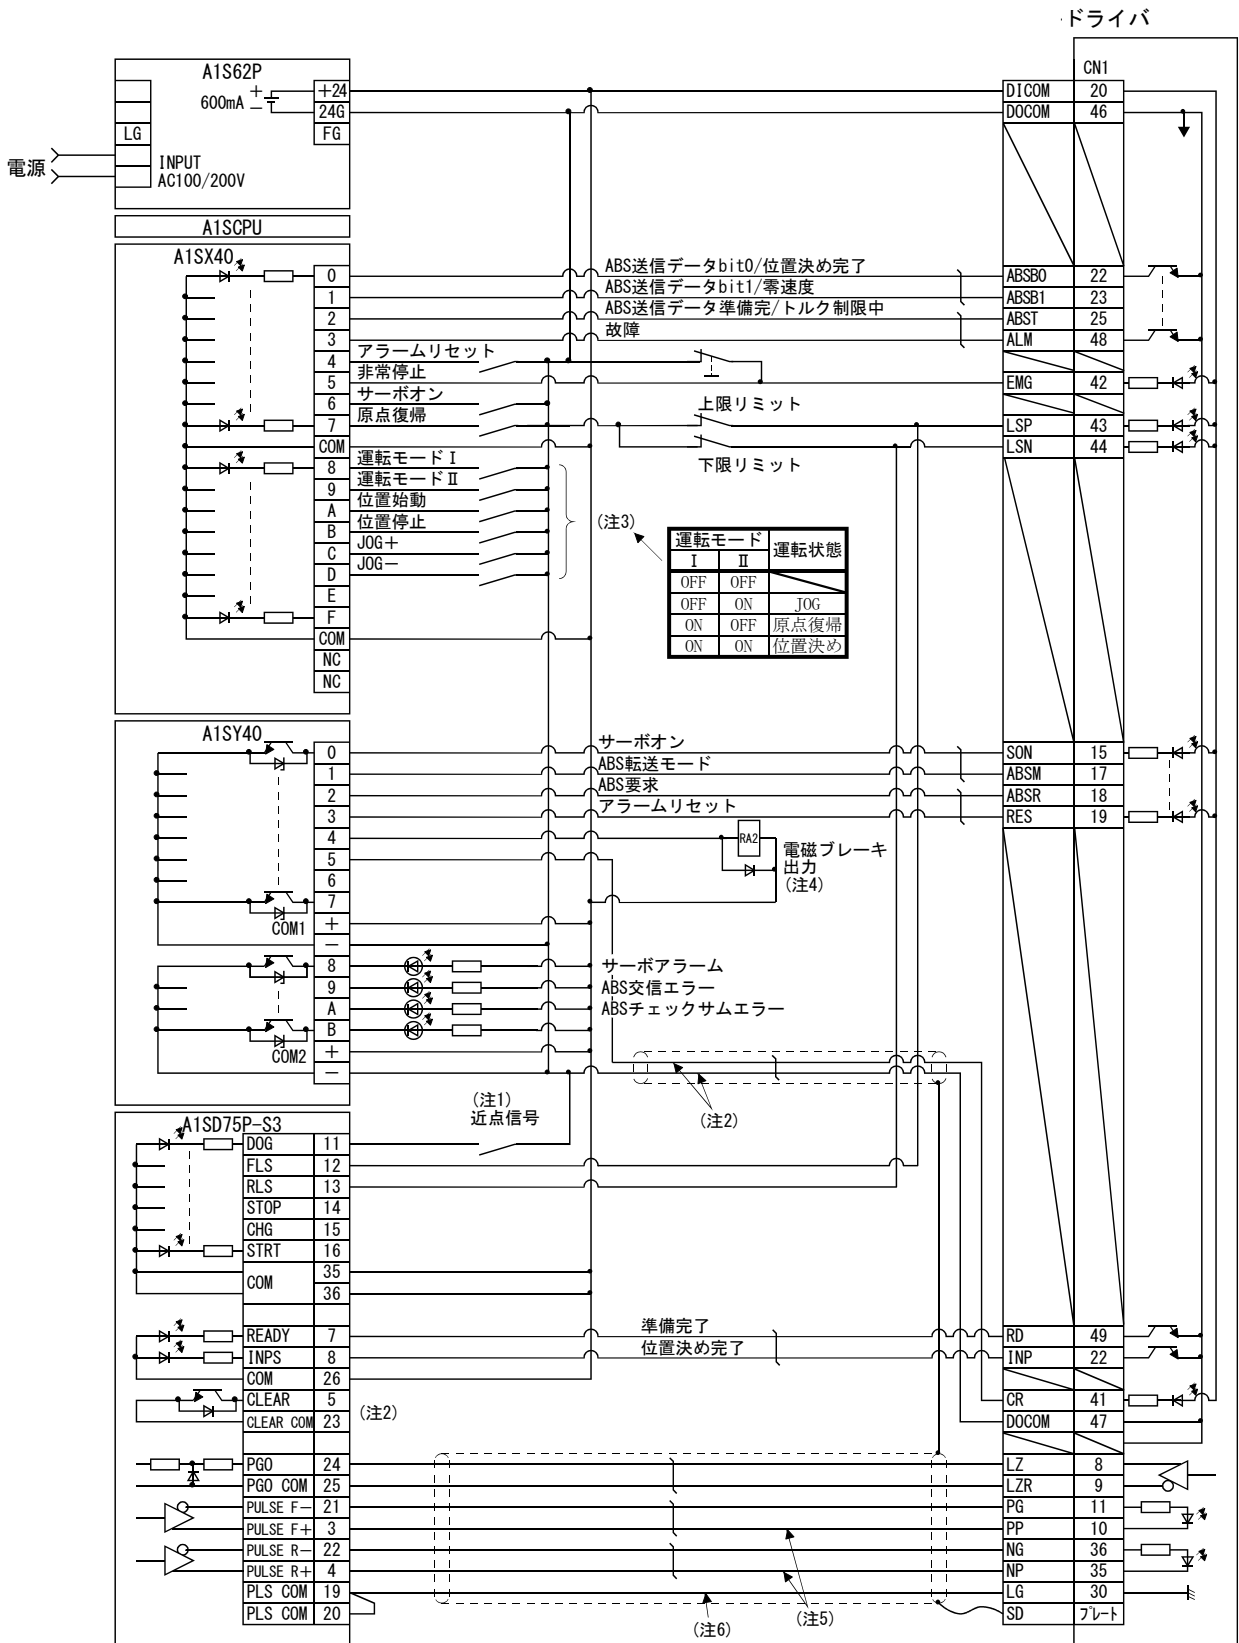 ドライバ
A1S62P
CN1
+
600mA
−
+24
24G
FG
LG
電源
INPUT
AC100/200V
DICOM 20
DOCOM 46
A1SCPU
A1SX40
0
1
2
3
4
5
6
7
COM
8
9
A
B
C
D
E
F
COM
NC
NC
ABS送信データbit0/位置決め完了
ABS送信データbit1/零速度
ABS送信データ準備完/トルク制限中
故障
アラームリセット
非常停止
サーボオン
原点復帰
上限リミット
下限リミット
運転モードⅠ
運転モードⅡ
位置始動
位置停止
JOG+
JOG−
(注3)
ABSB0 22
ABSB1 23
ABST 25
ALM 48
EMG 42
LSP 43
LSN 44
運転モード 運転状態
Ⅰ Ⅱ
OFF OFF
OFF ON JOG
ON OFF 原点復帰
ON ON 位置決め
A1SY40
0
1
2
3
4
5
6
7
+
−
8
9
A
B
+
−
COM1
COM2
サーボオン
ABS転送モード
ABS要求
アラームリセット
SON 15
ABSM 17
ABSR 18
RES 19
RA2
電磁ブレーキ
出力
(注4)
サーボアラーム
ABS交信エラー
ABSチェックサムエラー
(注2)
(注1)
近点信号
A1SD75P-S3
DOG 11
FLS 12
RLS 13
STOP 14
CHG 15
STRT 16
COM 35
36
READY 7
INPS 8
COM 26
CLEAR 5
CLEAR COM 23
(注2)
準備完了
位置決め完了
RD 49
INP 22
CR 41
DOCOM 47
PGO 24
PGO COM 25
PULSE F− 21
PULSE F+ 3
PULSE R− 22
PULSE R+ 4
PLS COM 19
PLS COM 20
LZ 8
LZR 9
PG 11
PP 10
NG 36
NP 35
LG 30
SD プレート
(注5)
(注6)